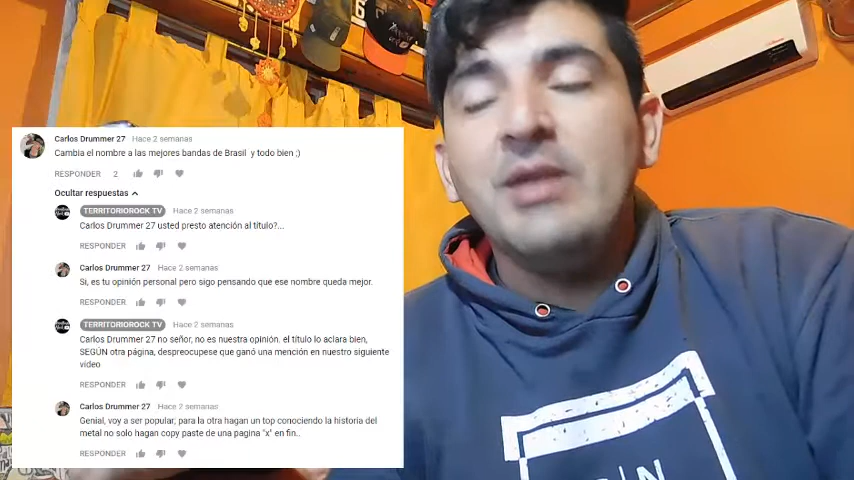 Carlos Drummer 27 Hace 2 semanas
Cambia el nombre a las mejores bandas de Brasil y todo bien ;)
RESPONDER 2
Ocultar respuestas
TERRITORIOROCK TV Hace 2 semanas
Carlos Drummer 27 usted presto atención al título?...
RESPONDER
Carlos Drummer 27 Hace 2 semanas
Si, es tu opinión personal pero sigo pensando que ese nombre queda mejor.
RESPONDER
TERRITORIOROCK TV Hace 2 semanas
Carlos Drummer 27 no señor, no es nuestra opinión. el título lo aclara bien,
SEGÚN otra página, despreocupese que ganó una mención en nuestro siguiente
vídeo
RESPONDER
Carlos Drummer 27 Hace 2 semanas
Genial, voy a ser popular, para la otra hagan un top conociendo la historia del
metal no solo hagan copy paste de una pagina "x" en fin..
RESPONDER